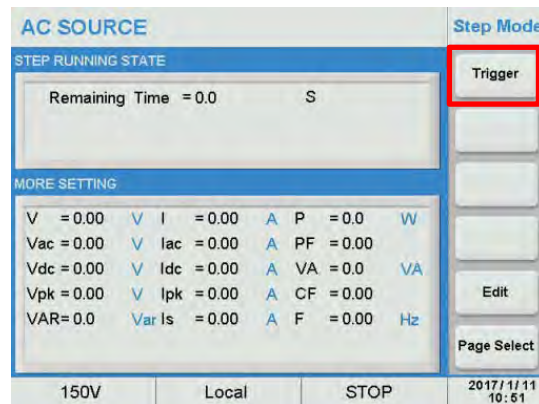 AC SOURCE
Step Mode
STEP RUNNING STATE
Remaining Time = 0.0 S
Trigger
MORE SETTING
V = 0.00 V I = 0.00 A P = 0.0 W
Vac = 0.00 V Iac = 0.00 A PF = 0.00
Vdc = 0.00 V Idc = 0.00 A VA = 0.0 VA
Vpk = 0.00 V Ipk = 0.00 A CF = 0.00
VAR= 0.0 Var Is = 0.00 A F = 0.00 Hz
Edit
Page Select
150V Local STOP
2017/1/11
10:51